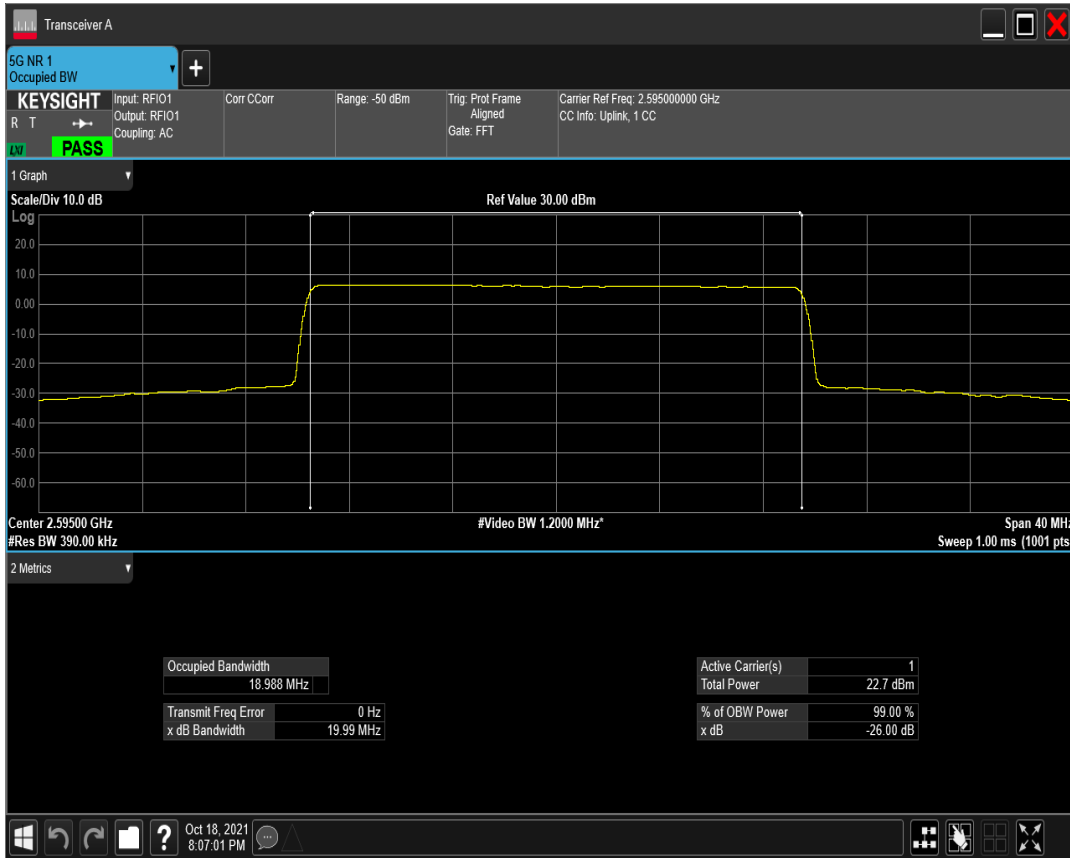 Transceiver A
5G NR 1
Occupied BW
KEYSIGHT
R T
LXI
PASS
Input: RFIO1
Output: RFIO1
Coupling: AC
Corr CCorr
Range: -50 dBm
Trig: Prot Frame
Aligned
Gate: FFT
Carrier Ref Freq: 2.595000000 GHz
CC Info: Uplink, 1 CC
1 Graph
Scale/Div 10.0 dB
Ref Value 30.00 dBm
Log
20.0
10.0
0.00
-10.0
-20.0
-30.0
-40.0
-50.0
-60.0
Center 2.59500 GHz
#Video BW 1.2000 MHz*
Span 40 MHz
#Res BW 390.00 kHz
Sweep 1.00 ms (1001 pts
2 Metrics
Occupied Bandwidth
18.988 MHz
Transmit Freq Error 0 Hz
x dB Bandwidth 19.99 MHz
Active Carrier(s) 1
Total Power 22.7 dBm
% of OBW Power 99.00 %
x dB -26.00 dB
?
Oct 18, 2021
8:07:01 PM